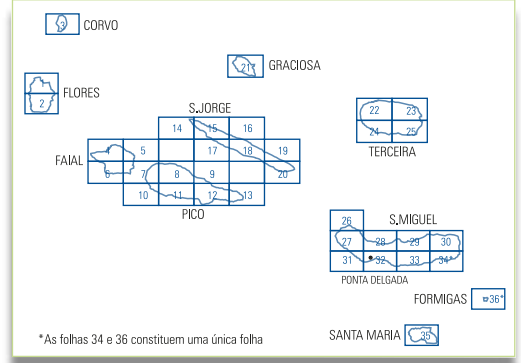 3 CORVO
21* GRACIOSA
FLORES
2
S.JORGE
14 15 16
22 23
24 25
TERCEIRA
FAIAL
4 5 17 18 19
6 7 8 9 20
10 11 12 13
PICO
26 S.MIGUEL
27 28 29 30
31 32 33 34*
PONTA DELGADA
FORMIGAS 36*
*As folhas 34 e 36 constituem uma única folha
SANTA MARIA 35